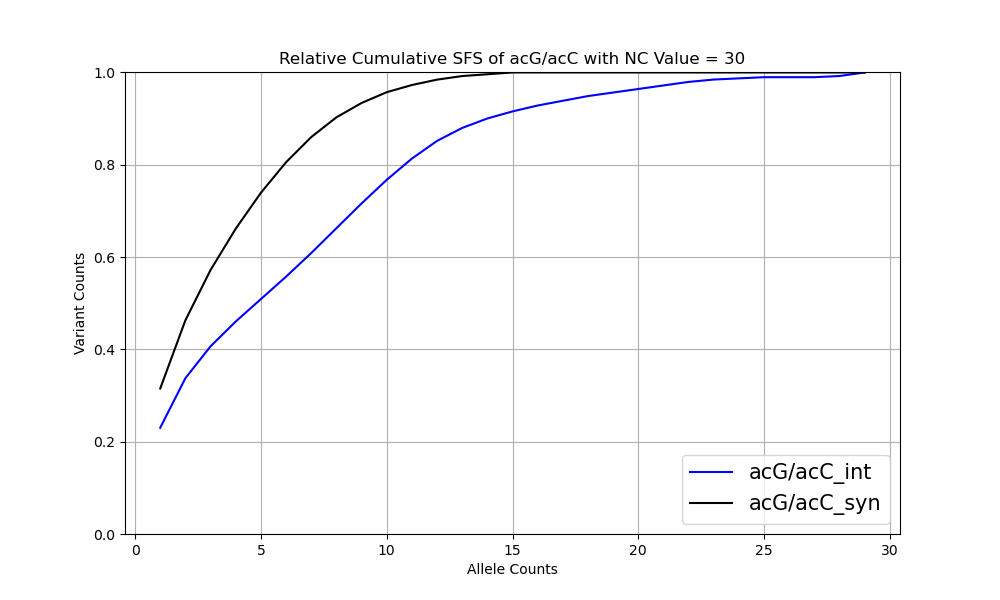 Relative Cumulative SFS of acG/acC with NC Value = 30
Variant Counts
1.0
0.8
0.6
0.4
0.2
0.0
0 5 10 15 20 25 30
Allele Counts
acG/acC_int
acG/acC_syn